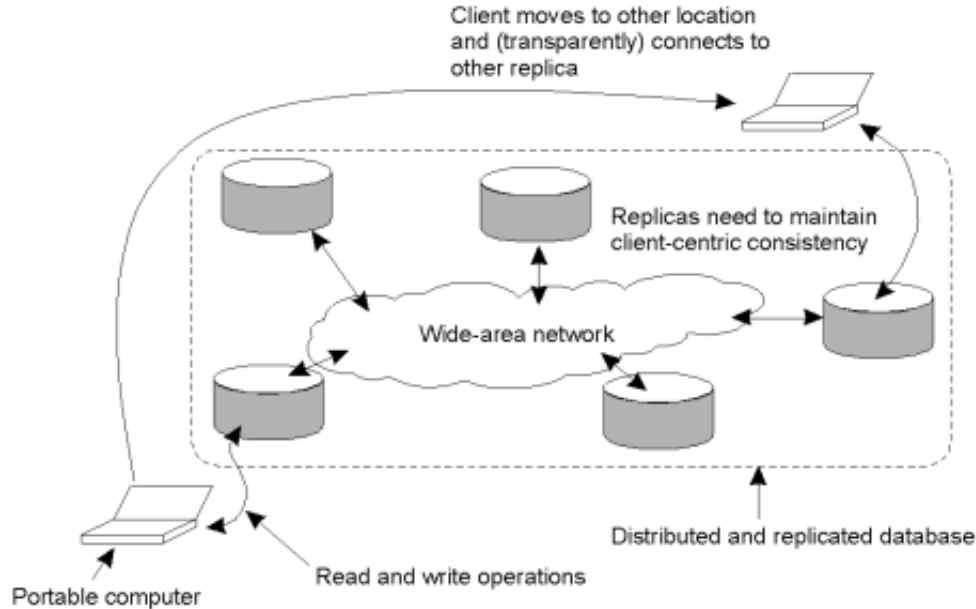 Client moves to other location
and (transparently) connects to
other replica
Replicas need to maintain
client-centric consistency
Wide-area network
Distributed and replicated database
Read and write operations
Portable computer